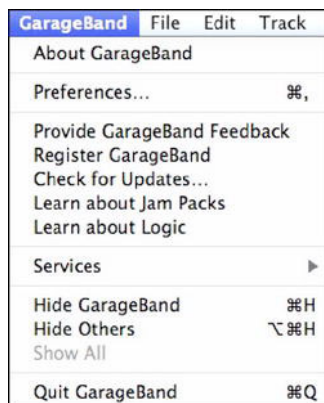 GarageBand File Edit Track
About GarageBand
Preferences... ⌘,
Provide GarageBand Feedback
Register GarageBand
Check for Updates...
Learn about Jam Packs
Learn about Logic
Services
Hide GarageBand ⌘H
Hide Others ⌥⌘H
Show All
Quit GarageBand ⌘Q